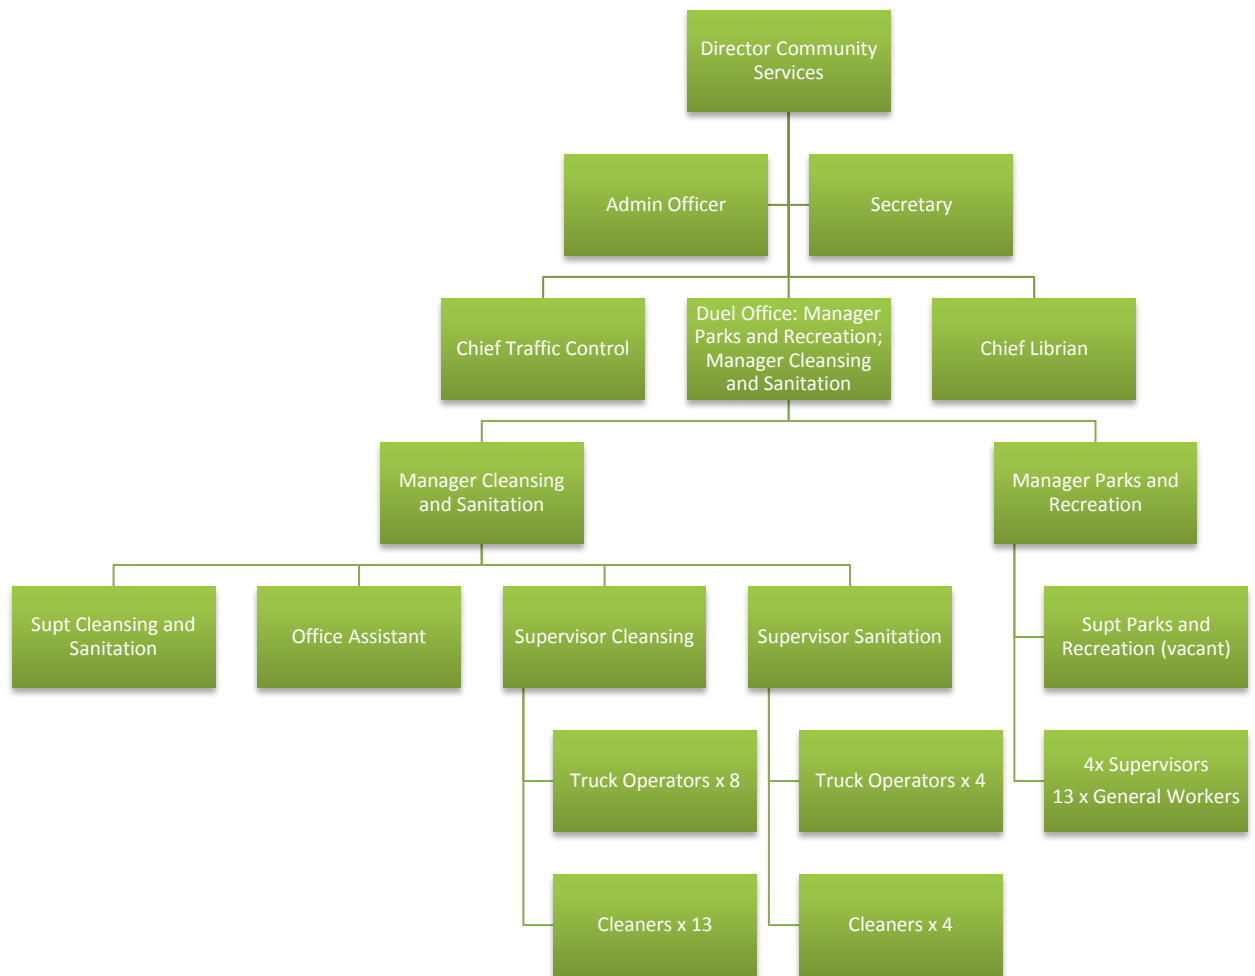 Director Community
Services
Admin Officer
Secretary
Chief Traffic Control
Duel Office: Manager
Parks and Recreation;
Manager Cleansing
and Sanitation
Chief Librian
Manager Cleansing
and Sanitation
Manager Parks and
Recreation
Supt Cleansing and
Sanitation
Office Assistant
Supervisor Cleansing
Supervisor Sanitation
Supt Parks and
Recreation (vacant)
Truck Operators x 8
Truck Operators x 4
4x Supervisors
13 x General Workers
Cleaners x 13
Cleaners x 4